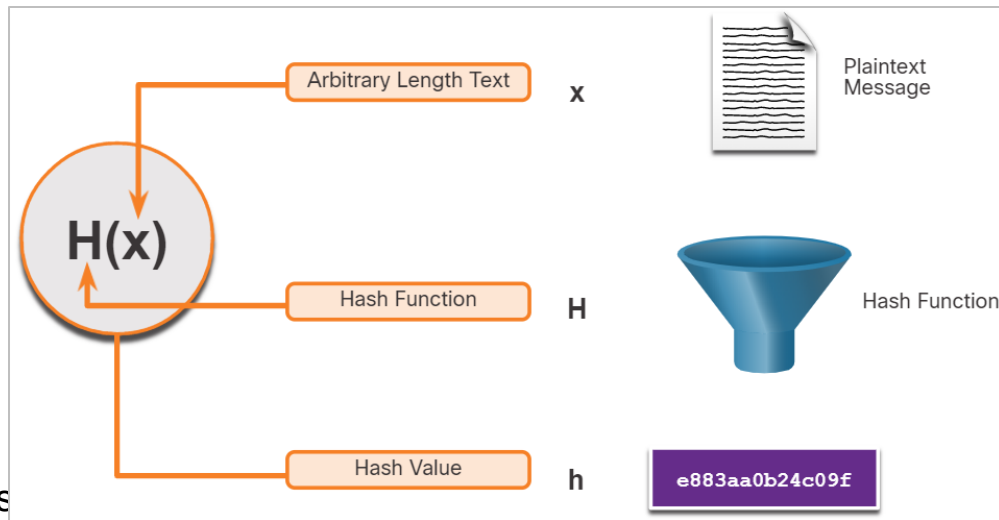 Arbitrary Length Text
x
Plaintext
Message
H(x)
Hash Function
H
Hash Function
Hash Value
h
e883aa0b24c09f
s